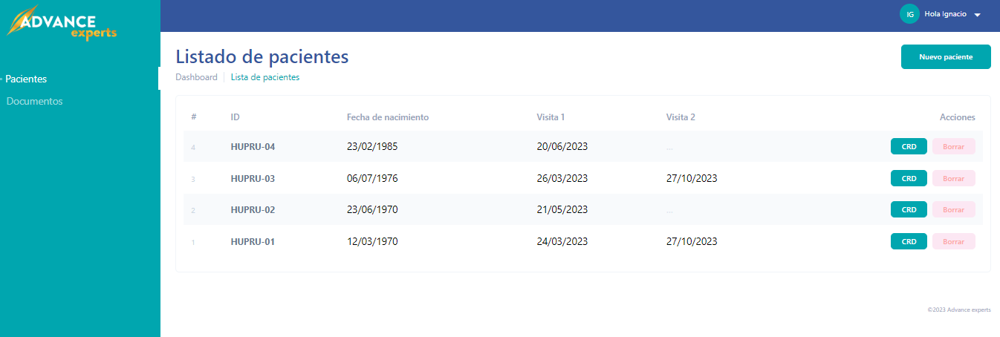 ADVANCE
experts
IG Hola Ignacio
Listado de pacientes
Nuevo paciente
Dashboard Lista de pacientes
Pacientes
Documentos
# ID Fecha de nacimiento Visita 1 Visita 2 Acciones
4 HUPRU-04 23/02/1985 20/06/2023 ... CRD Borrar
3 HUPRU-03 06/07/1976 26/03/2023 27/10/2023 CRD Borrar
2 HUPRU-02 23/06/1970 21/05/2023 ... CRD Borrar
1 HUPRU-01 12/03/1970 24/03/2023 27/10/2023 CRD Borrar
©2023 Advance experts